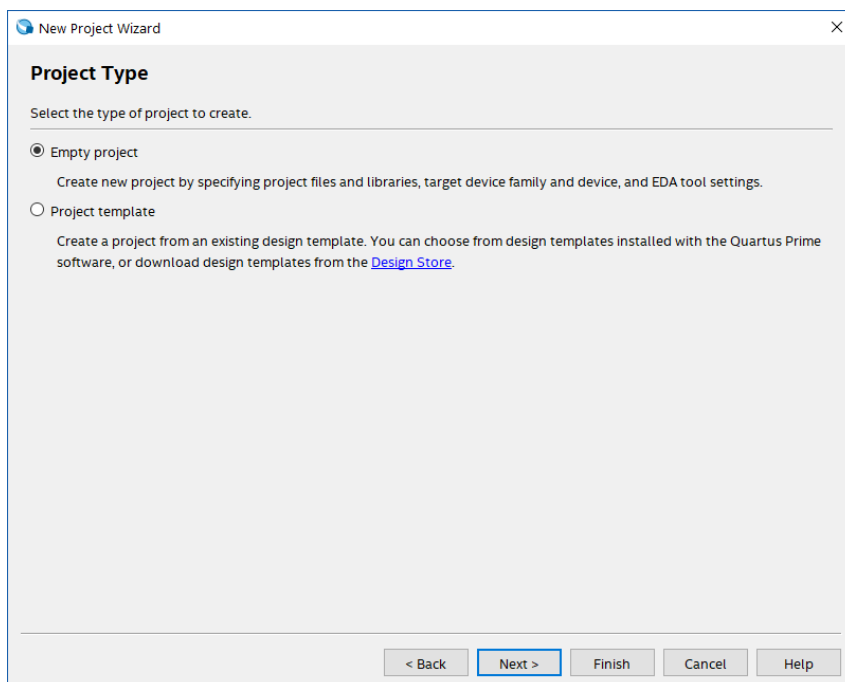 New Project Wizard
Project Type
Select the type of project to create.
Empty project
Create new project by specifying project files and libraries, target device family and device, and EDA tool settings.
Project template
Create a project from an existing design template. You can choose from design templates installed with the Quartus Prime
software, or download design templates from the Design Store.
< Back Next > Finish Cancel Help